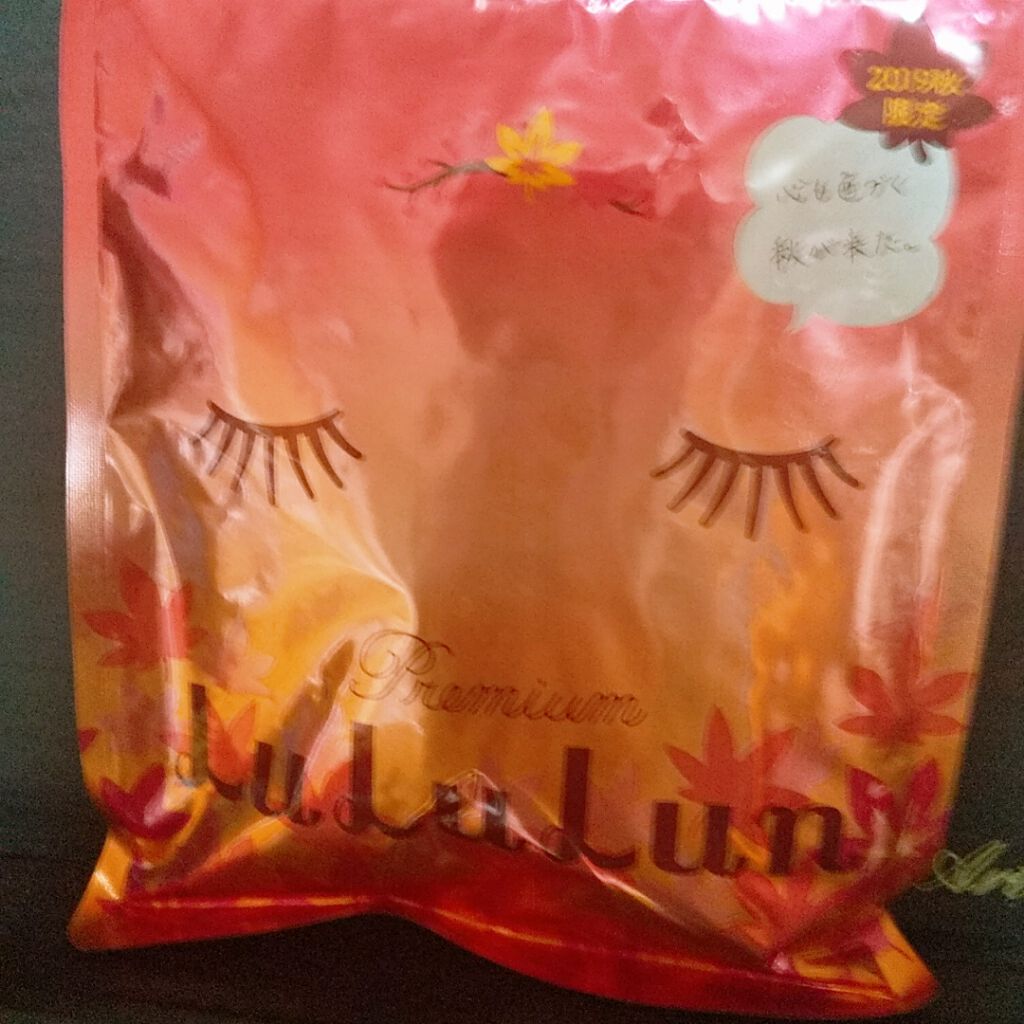 2019秋
限定
心も色づく
秋が来た。
Premium
LuLuLun